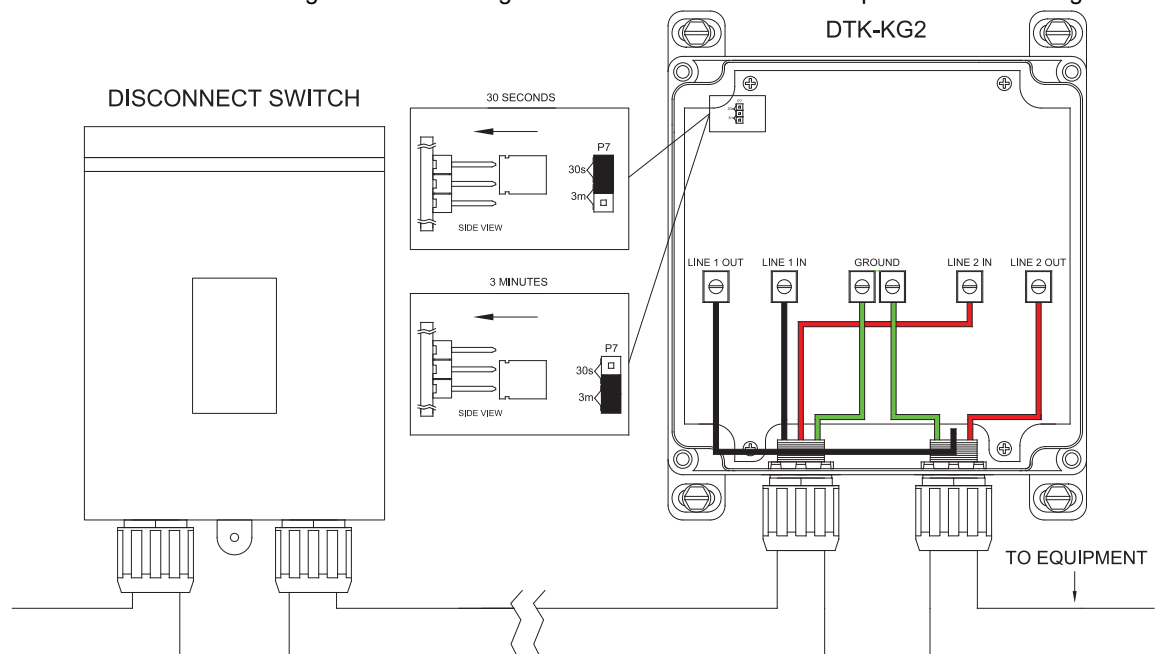 DTK-KG2
DISCONNECT SWITCH
30 SECONDS
P7
30s
3m
SIDE VIEW
3 MINUTES
P7
30s
3m
SIDE VIEW
LINE 1 OUT
LINE 1 IN
GROUND
LINE 2 IN
LINE 2 OUT
TO EQUIPMENT